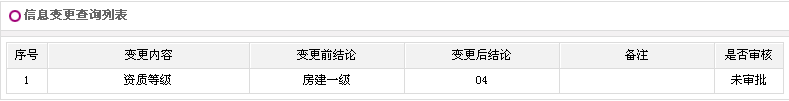 信息变更查询列表
序号 变更内容 变更前结论 变更后结论 备注 是否审核
1 资质等级 房建一级 04 未审批